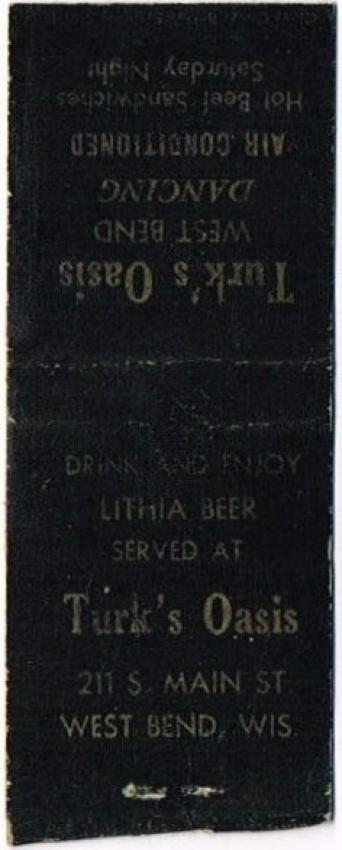 Turk's Oasis
WEST BEND
DANCING
AIR CONDITIONED
Hot Beef Sandwiches
Saturday Night
DRINK AND ENJOY
LITHIA BEER
SERVED AT
Turk's Oasis
211 S. MAIN ST.
WEST BEND, WIS.